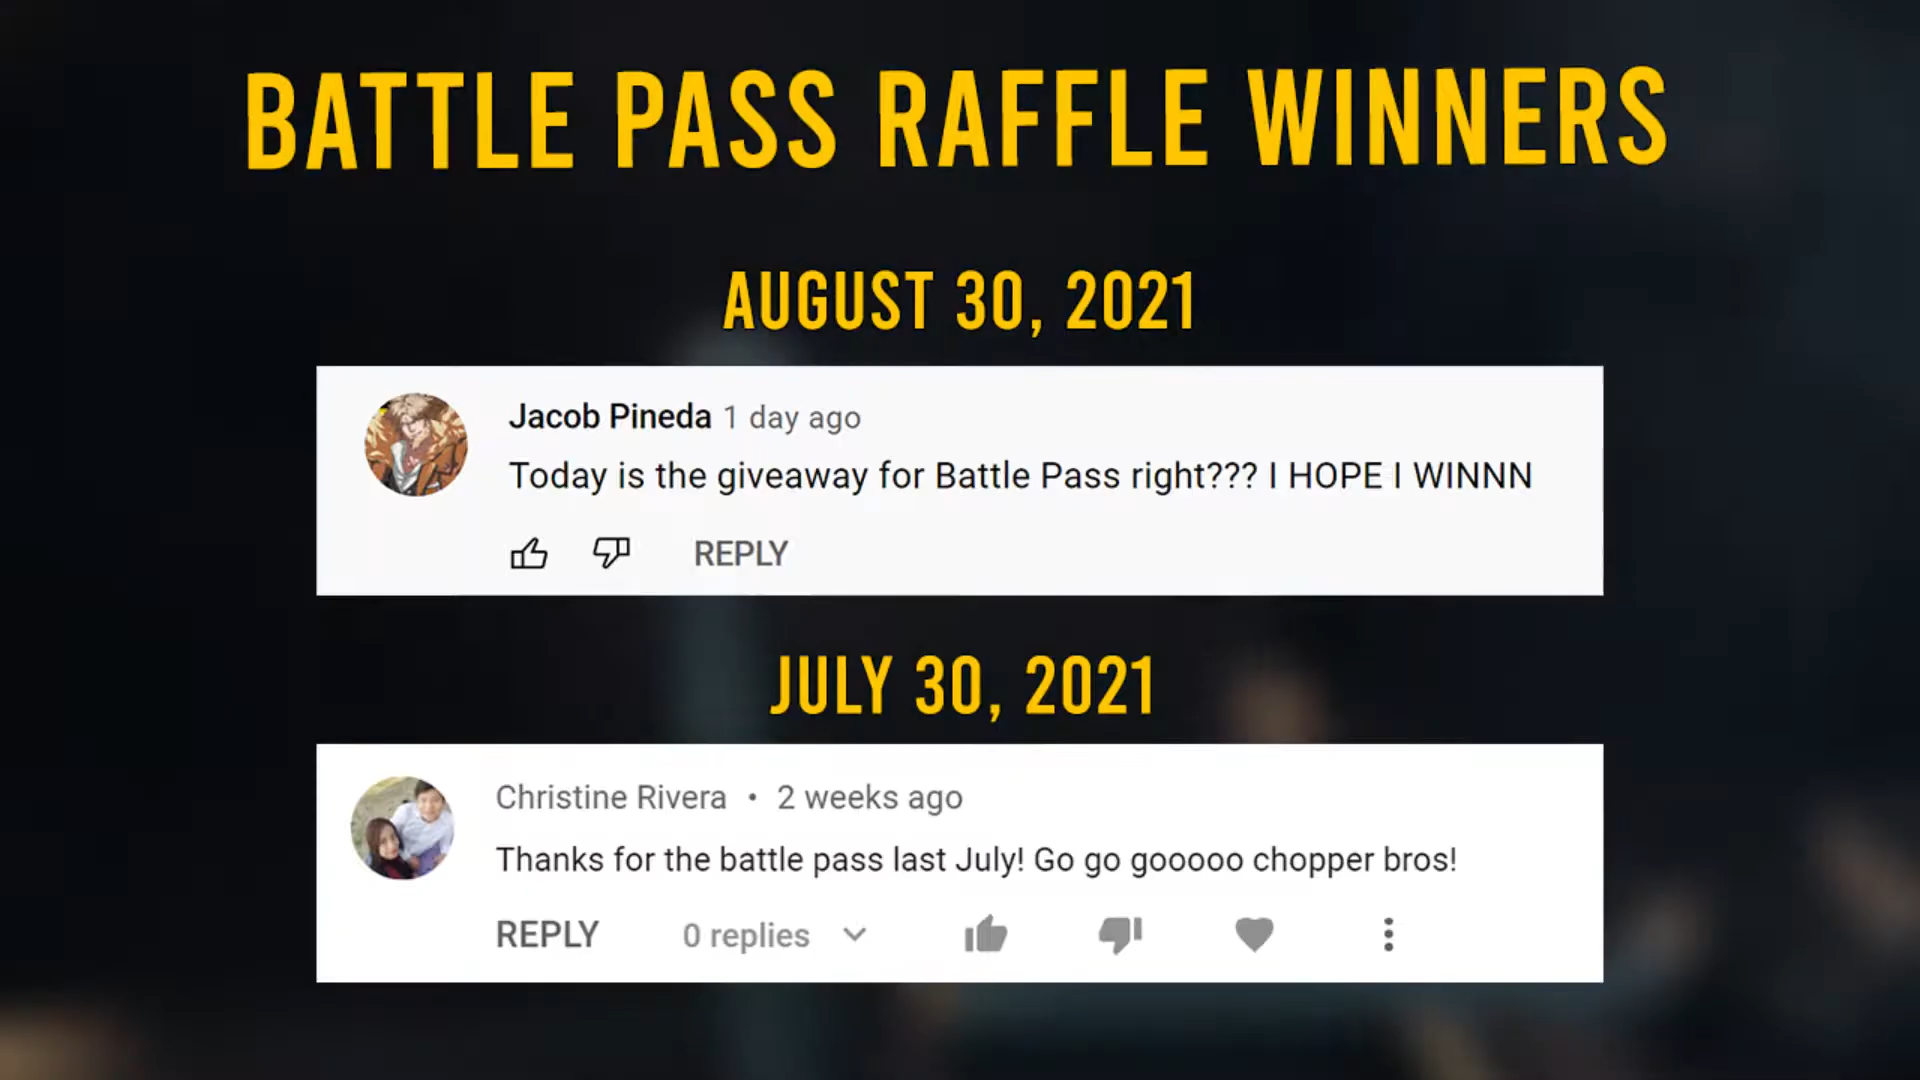 BATTLE PASS RAFFLE WINNERS
AUGUST 30, 2021
Jacob Pineda 1 day ago
Today is the giveaway for Battle Pass right??? I HOPE I WINNN
REPLY
JULY 30, 2021
Christine Rivera • 2 weeks ago
Thanks for the battle pass last July! Go go gooooo chopper bros!
REPLY 0 replies